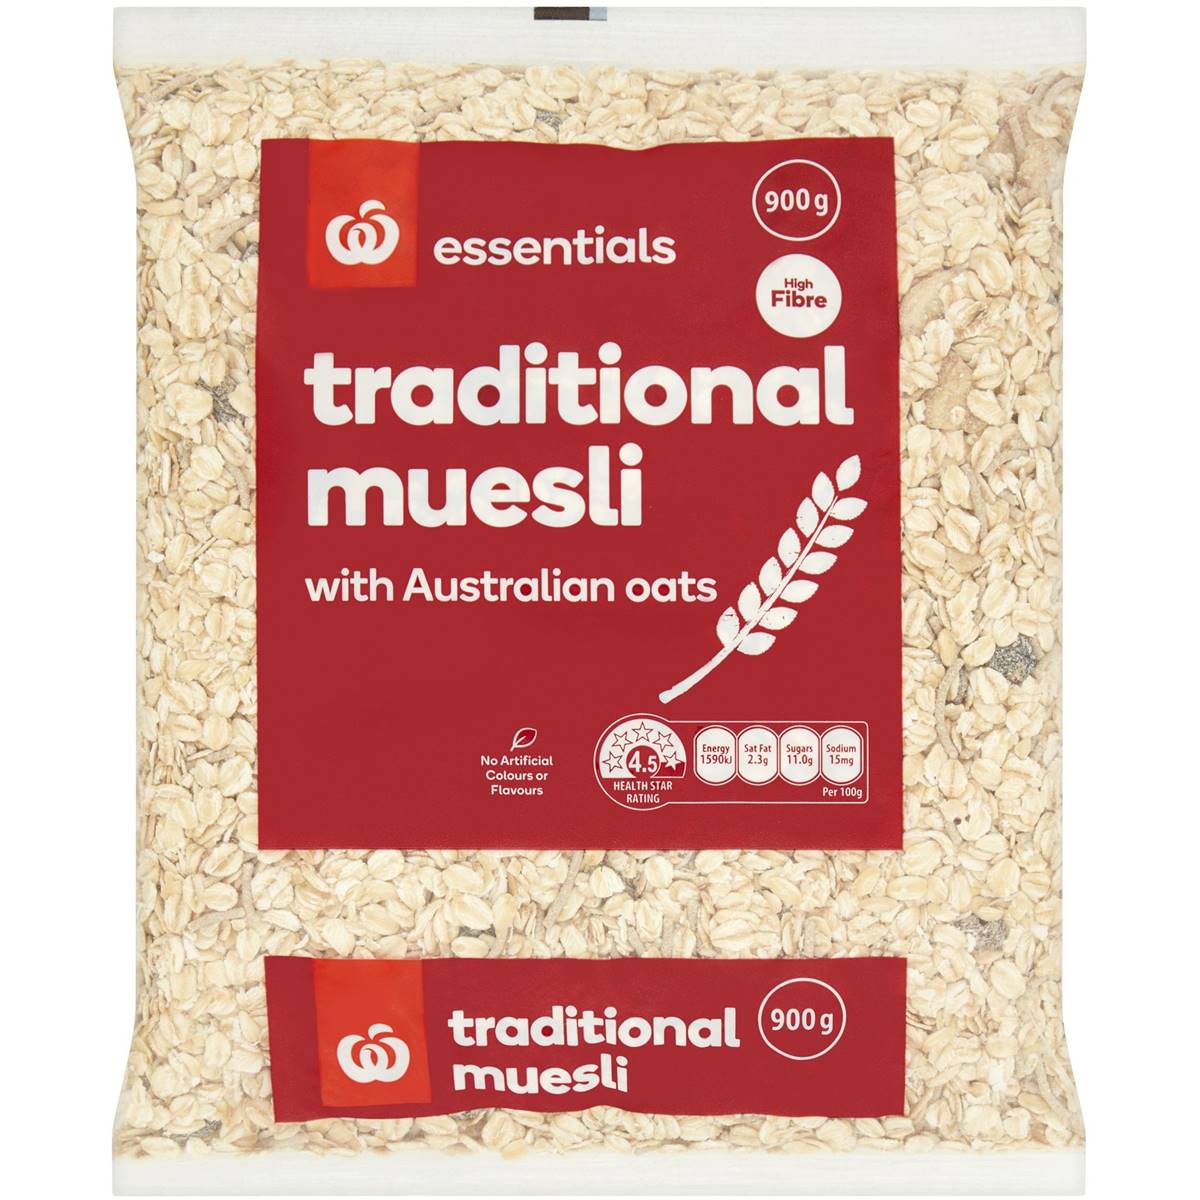 essentials
900g
High
Fibre
traditional
muesli
with Australian oats
No Artificial
Colours or
Flavours
4.5
HEALTH STAR
RATING
Energy
1590kJ
Sat Fat
2.3g
Sugars
11.0g
Sodium
15mg
Per 100g
traditional
muesli
900g